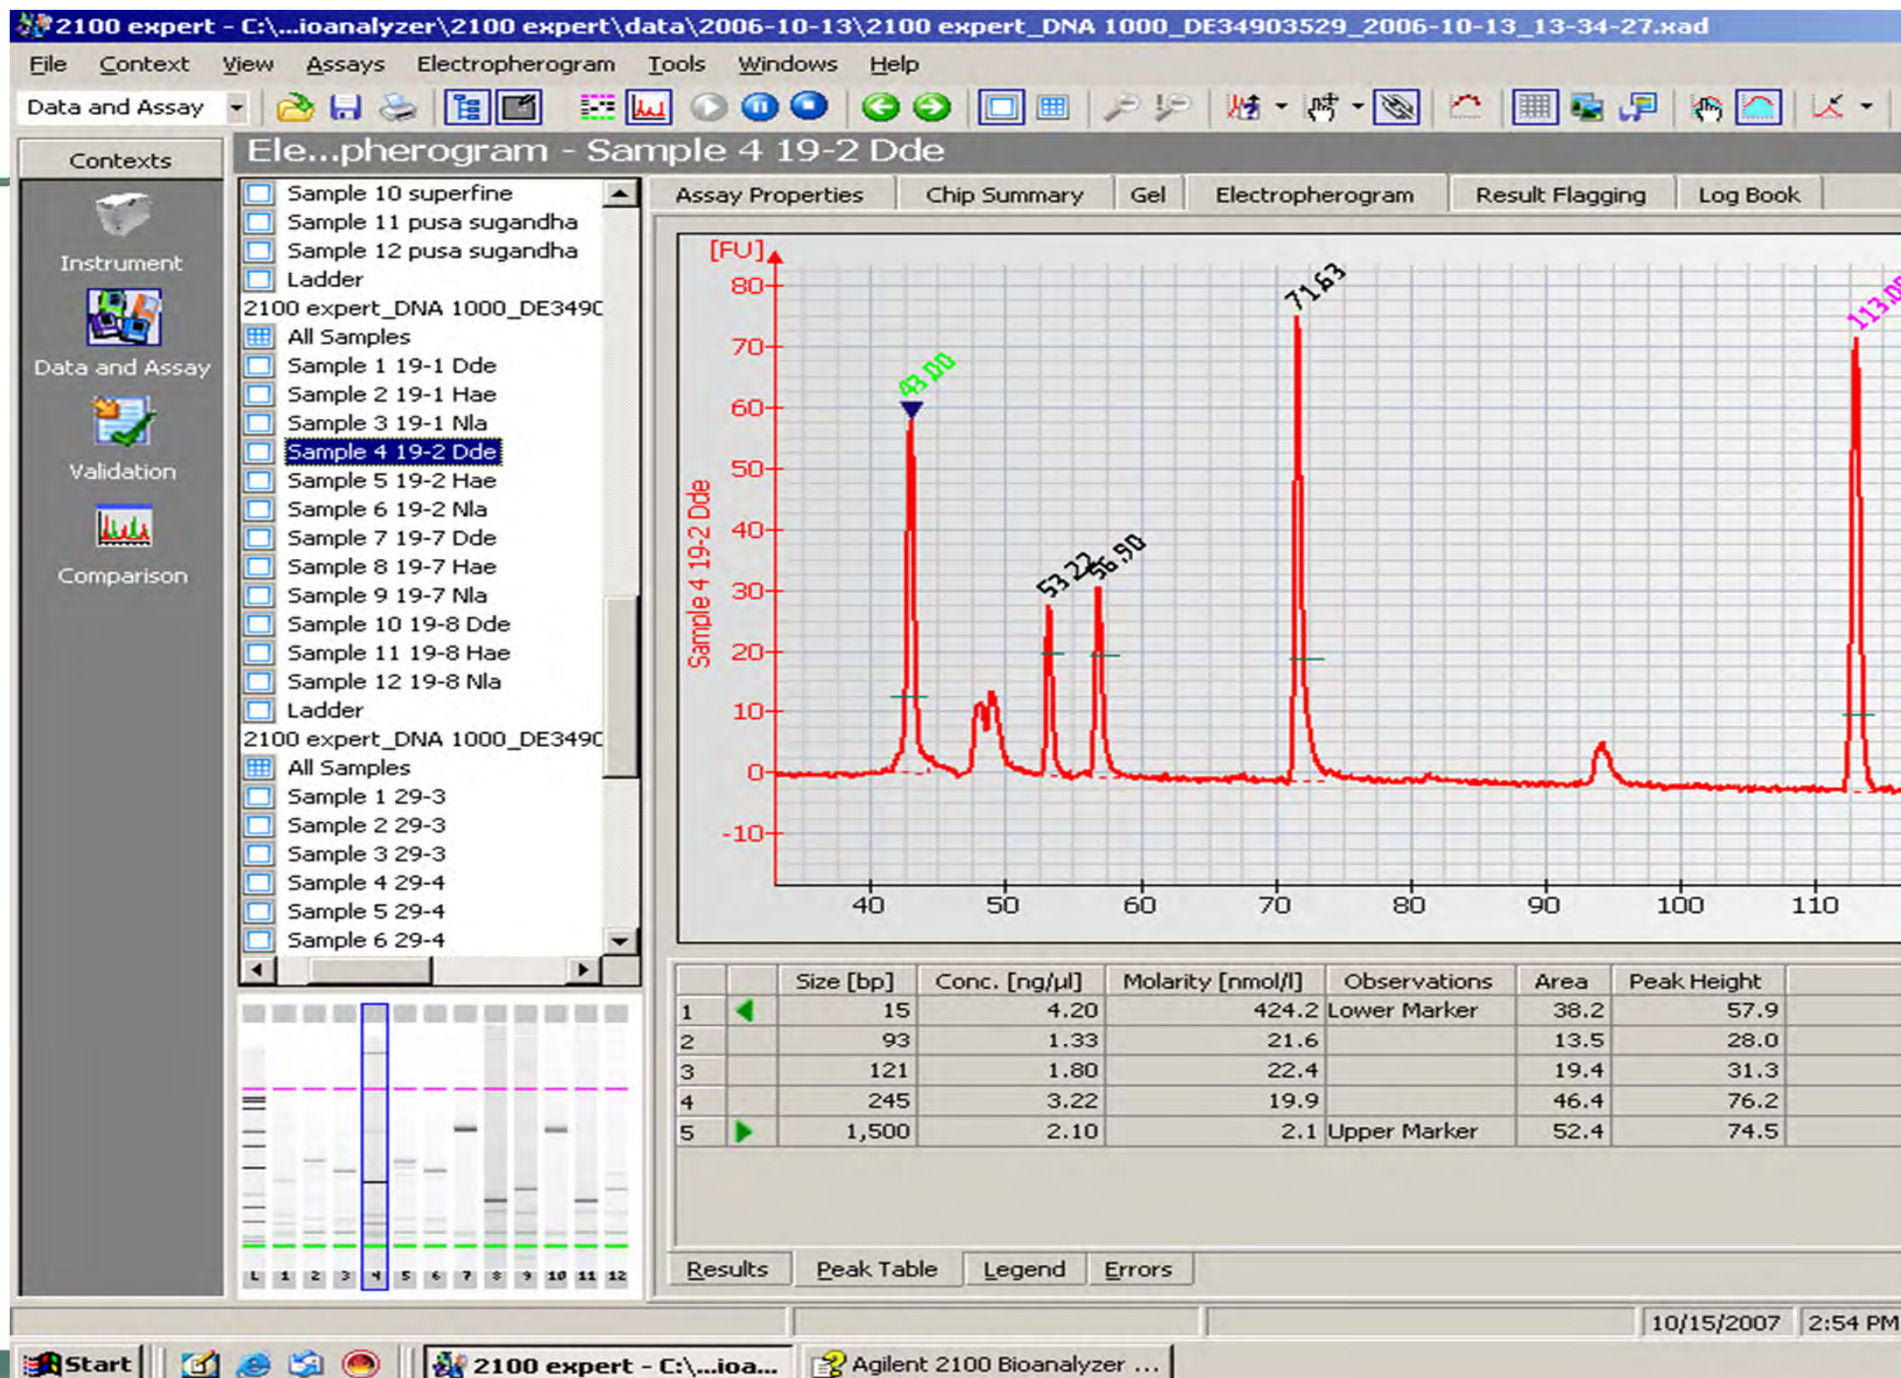 2100 expert - C:\...ioanalyzer\2100 expert\data\2006-10-13\2100 expert_DNA 1000_DE34903529_2006-10-13_13-34-27.xad
File Context View Assays Electropherogram Tools Windows Help
Data and Assay
Contexts
Instrument
Data and Assay
Validation
Comparison
Ele...pherogram - Sample 4 19-2 Dde
Sample 10 superfine
Sample 11 pusa sugandha
Sample 12 pusa sugandha
Ladder
2100 expert_DNA 1000_DE3490
All Samples
Sample 1 19-1 Dde
Sample 2 19-1 Hae
Sample 3 19-1 Nla
Sample 4 19-2 Dde
Sample 5 19-2 Hae
Sample 6 19-2 Nla
Sample 7 19-7 Dde
Sample 8 19-7 Hae
Sample 9 19-7 Nla
Sample 10 19-8 Dde
Sample 11 19-8 Hae
Sample 12 19-8 Nla
Ladder
2100 expert_DNA 1000_DE3490
All Samples
Sample 1 29-3
Sample 2 29-3
Sample 3 29-3
Sample 4 29-4
Sample 5 29-4
Sample 6 29-4
L 1 2 3 4 5 6 7 8 9 10 11 12
Assay Properties Chip Summary Gel Electropherogram Result Flagging Log Book
[FU]
80
70
60
50
40
30
20
10
0
-10
Sample 4 19-2 Dde
43.00
53.22
56.90
71.63
113.00
40 50 60 70 80 90 100 110
Size [bp] Conc. [ng/µl] Molarity [nmol/l] Observations Area Peak Height
1 15 4.20 424.2 Lower Marker 38.2 57.9
2 93 1.33 21.6 13.5 28.0
3 121 1.80 22.4 19.4 31.3
4 245 3.22 19.9 46.4 76.2
5 1,500 2.10 2.1 Upper Marker 52.4 74.5
Results Peak Table Legend Errors
10/15/2007 2:54 PM
Start 2100 expert - C:\...ioa... Agilent 2100 Bioanalyzer ...